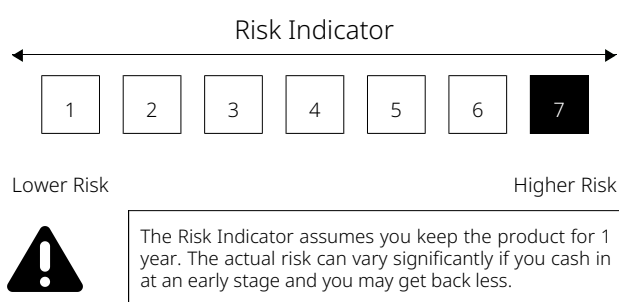 Risk Indicator
1 2 3 4 5 6 7
Lower Risk Higher Risk
The Risk Indicator assumes you keep the product for 1
year. The actual risk can vary significantly if you cash in
at an early stage and you may get back less.